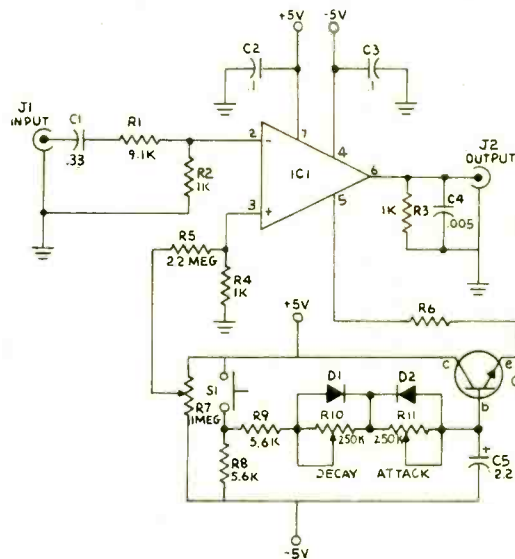 +5V
-5V
C2
.1
C3
.1
J1
INPUT
C1
.33
R1
9.1K
R2
1K
2
-
7
IC1
4
6
3
+
5
J2
OUTPUT
1K
R3
C4
.005
R5
22 MEG
R4
1K
R6
+5V
c
e
b
D1
D2
S1
R7
1MEG
R9
5.6K
R10
250K
R11
250K
DECAY
ATTACK
R8
5.6K
+
C5
2.2
-5V